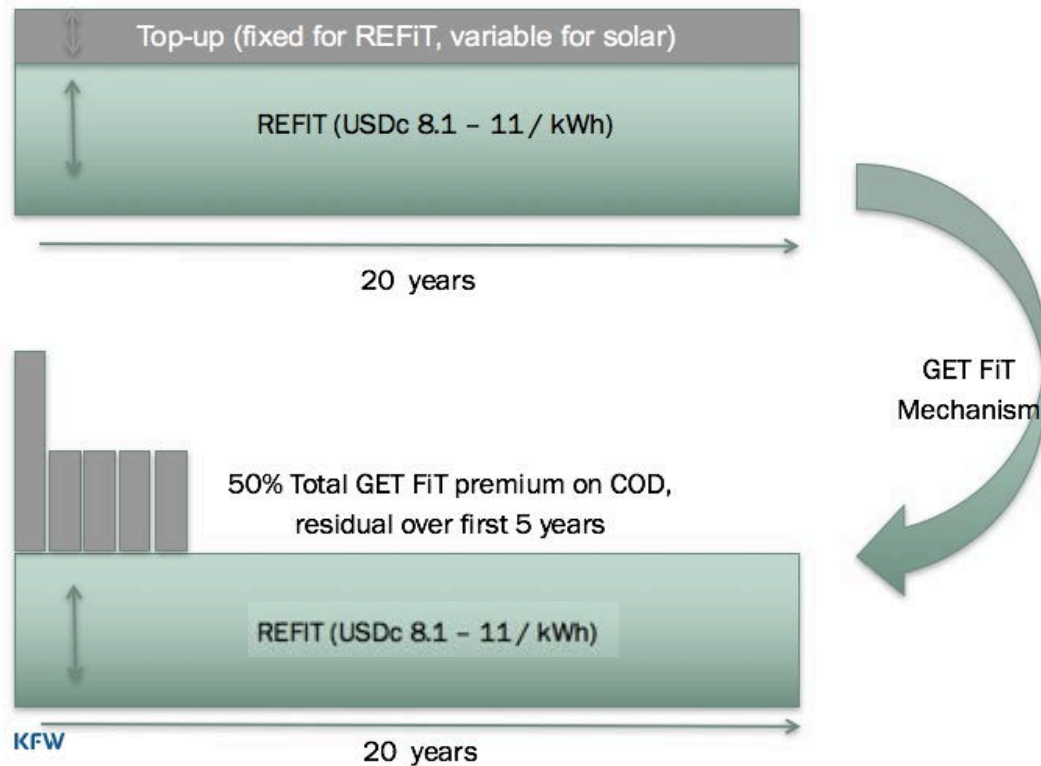 Top-up (fixed for REFiT, variable for solar)
REFIT (USDc 8.1 – 11 / kWh)
20 years
GET FiT
Mechanism
50% Total GET FiT premium on COD,
residual over first 5 years
REFIT (USDc 8.1 – 11 / kWh)
KFW
20 years